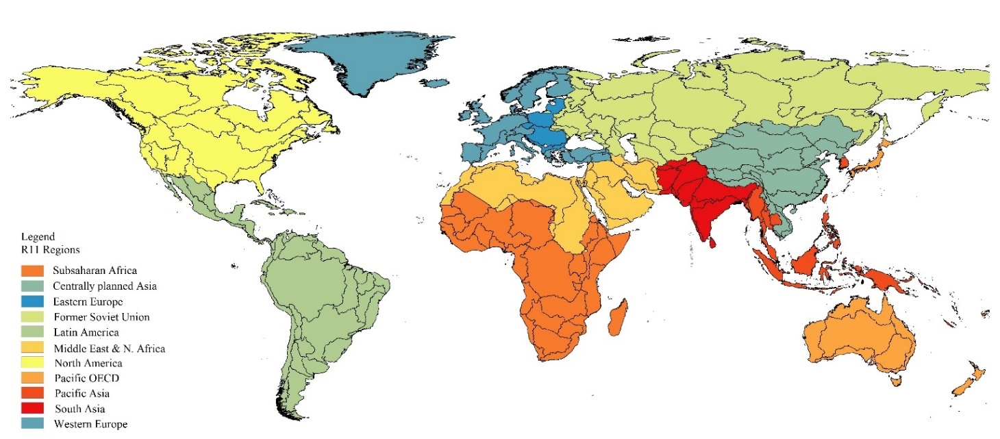 Legend
R11 Regions
Subsaharan Africa
Centrally planned Asia
Eastern Europe
Former Soviet Union
Latin America
Middle East & N. Africa
North America
Pacific OECD
Pacific Asia
South Asia
Western Europe